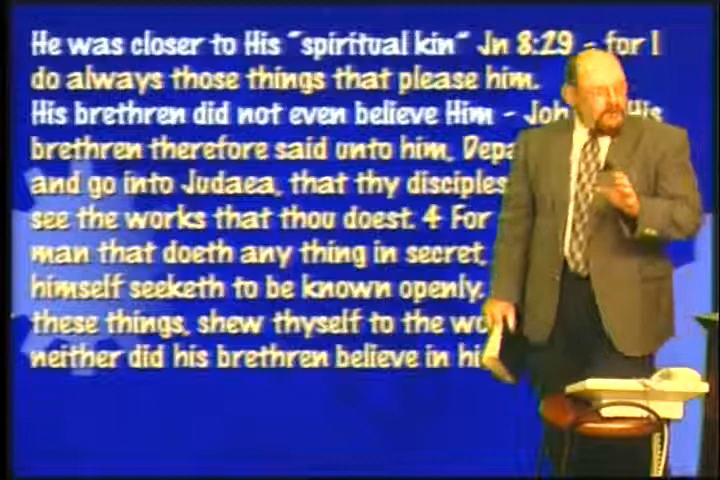 He was closer to His "spiritual kin" Jn 8:29 - for I
do always those things that please him.
His brethren did not even believe Him - His
brethren therefore said unto him,
and go into Judaea, that thy disciples
see the works that thou doest. 4 For
man that doeth any thing in secret,
himself seeketh to be known openly.
these things, shew thyself to the
neither did his brethren believe in